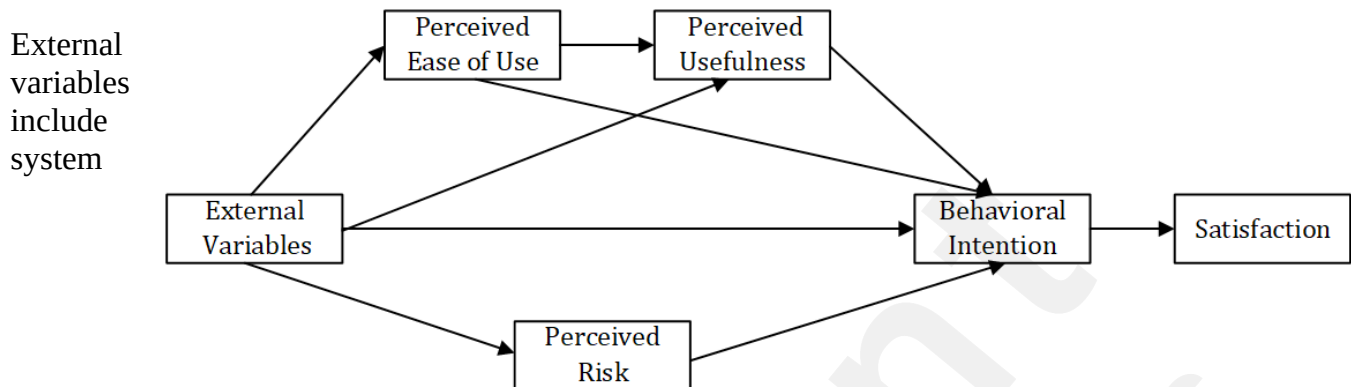 External
variables
include
system
Perceived
Ease of Use
Perceived
Usefulness
External
Variables
Behavioral
Intention
Satisfaction
Perceived
Risk